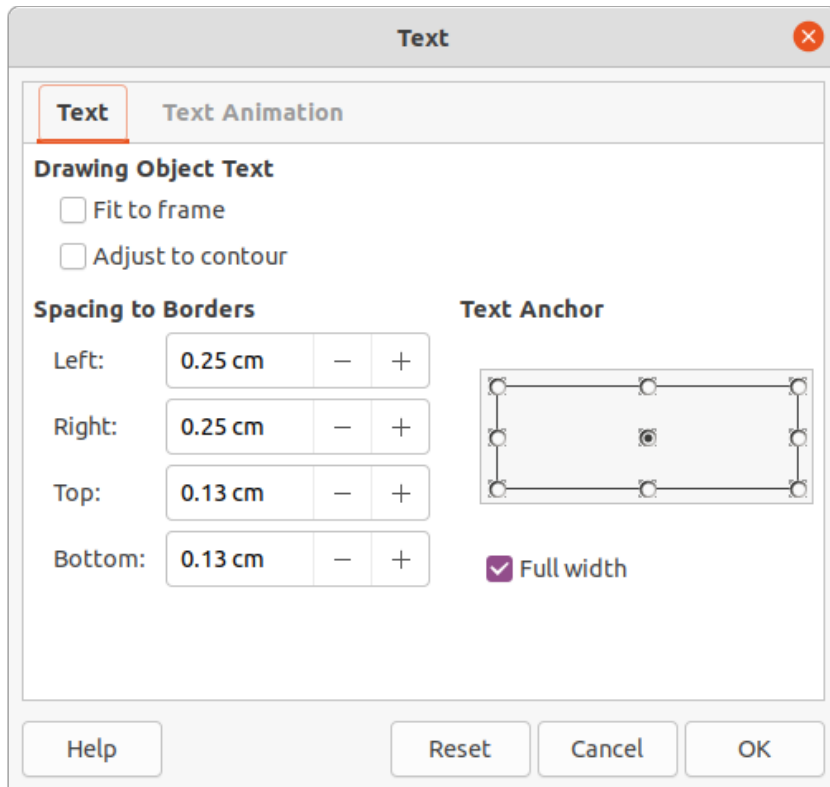 Text
Text Text Animation
Drawing Object Text
Fit to frame
Adjust to contour
Spacing to Borders
Left: 0.25 cm − +
Right: 0.25 cm − +
Top: 0.13 cm − +
Bottom: 0.13 cm − +
Text Anchor
Full width
Help Reset Cancel OK